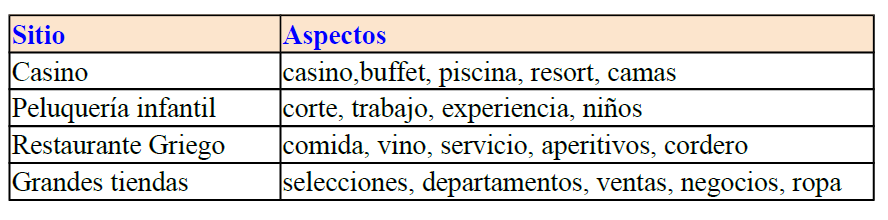 Sitio Aspectos
Casino casino,buffet, piscina, resort, camas
Peluquería infantil corte, trabajo, experiencia, niños
Restaurante Griego comida, vino, servicio, aperitivos, cordero
Grandes tiendas selecciones, departamentos, ventas, negocios, ropa